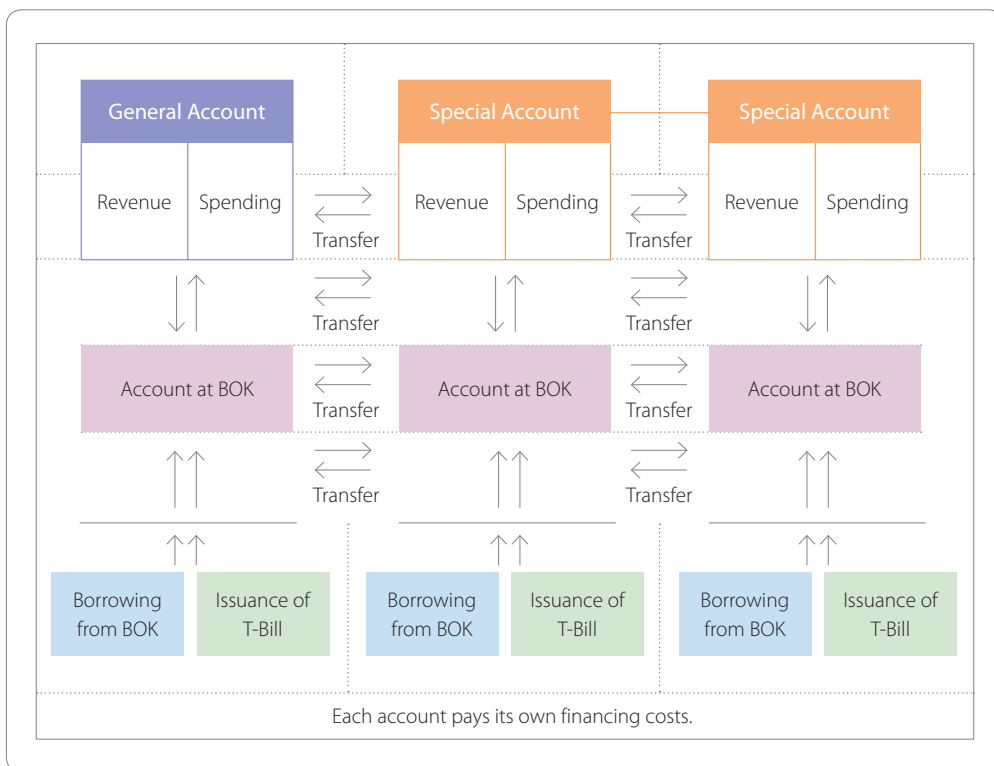 General Account
Special Account
Special Account
Revenue
Spending
Transfer
Revenue
Spending
Transfer
Revenue
Spending
Transfer
Transfer
Account at BOK
Transfer
Account at BOK
Transfer
Account at BOK
Transfer
Transfer
Borrowing
from BOK
Issuance of
T-Bill
Borrowing
from BOK
Issuance of
T-Bill
Borrowing
from BOK
Issuance of
T-Bill
Each account pays its own financing costs.